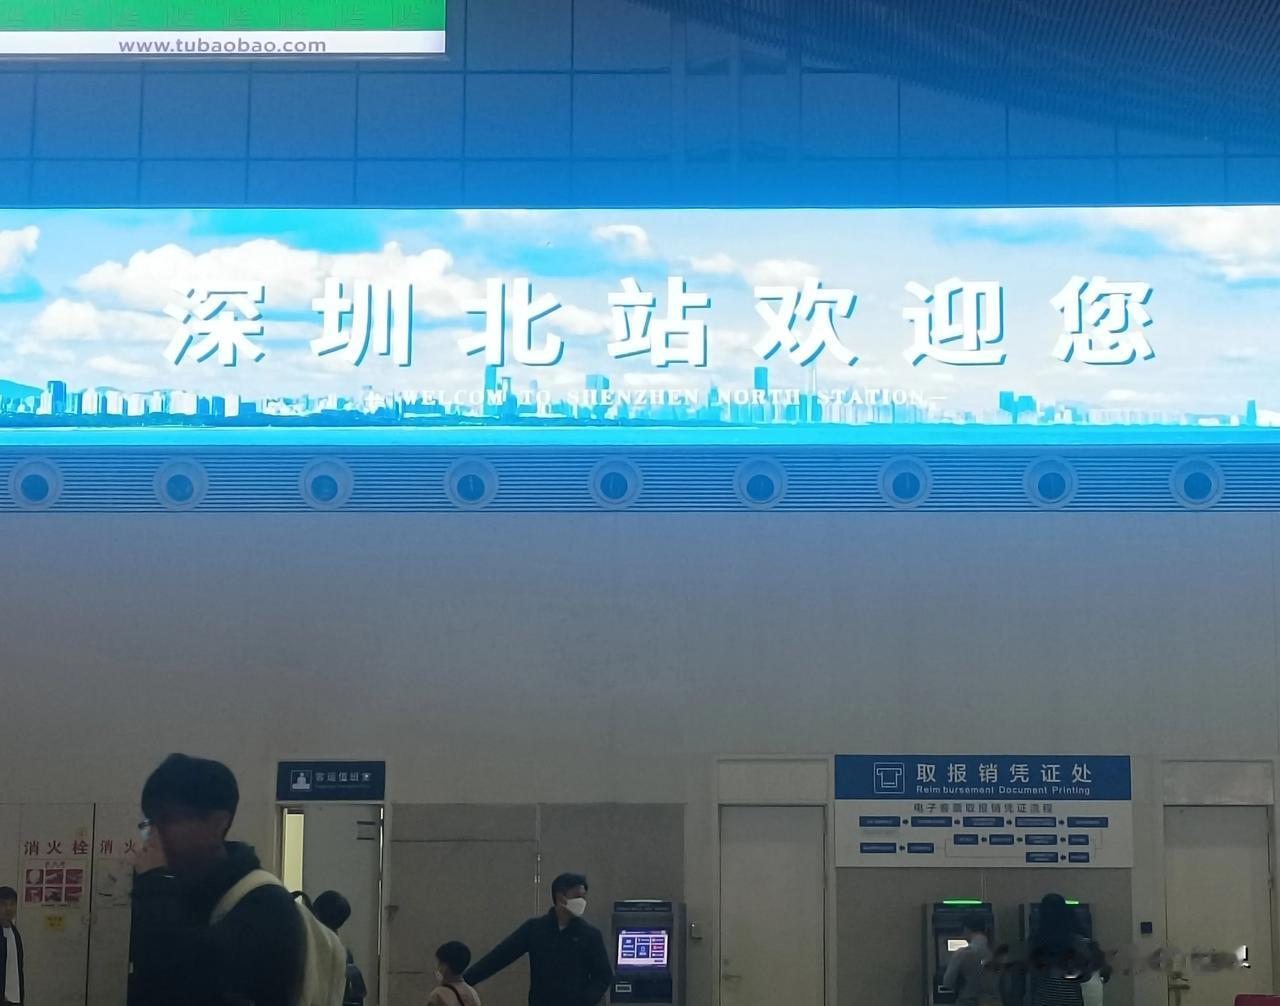 www.tubaobao.com
深圳北站欢迎您
WELCOM TO SHENZHEN NORTH STATION
客运值班室
取报销凭证处
Reimbursement Document Printing
电子客票取报销凭证流程
消火栓
消火